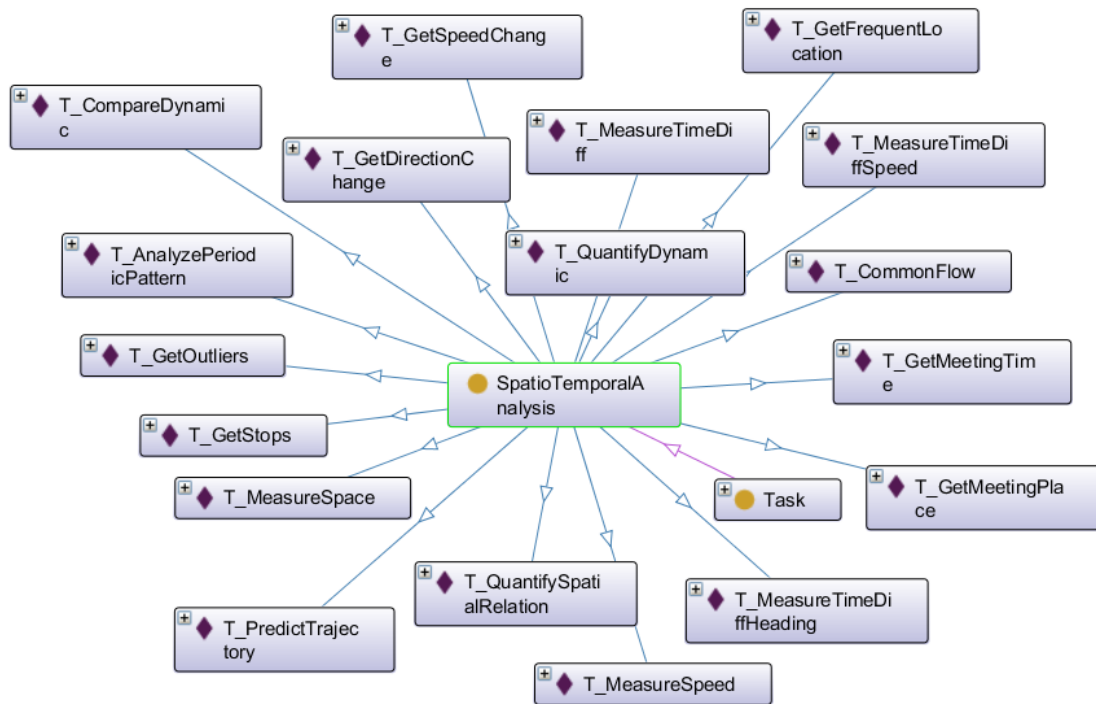 T_GetSpeedChang
e
T_GetFrequentLo
cation
T_CompareDynami
c
T_MeasureTimeDi
ff
T_GetDirectionC
hange
T_MeasureTimeDi
ffSpeed
T_AnalyzePeriod
icPattern
T_QuantifyDynam
ic
T_CommonFlow
T_GetOutliers
T_GetMeetingTim
e
SpatioTemporalA
nalysis
T_GetStops
T_MeasureSpace
Task
T_GetMeetingPla
ce
T_QuantifySpati
alRelation
T_MeasureTimeDi
ffHeading
T_PredictTrajec
tory
T_MeasureSpeed